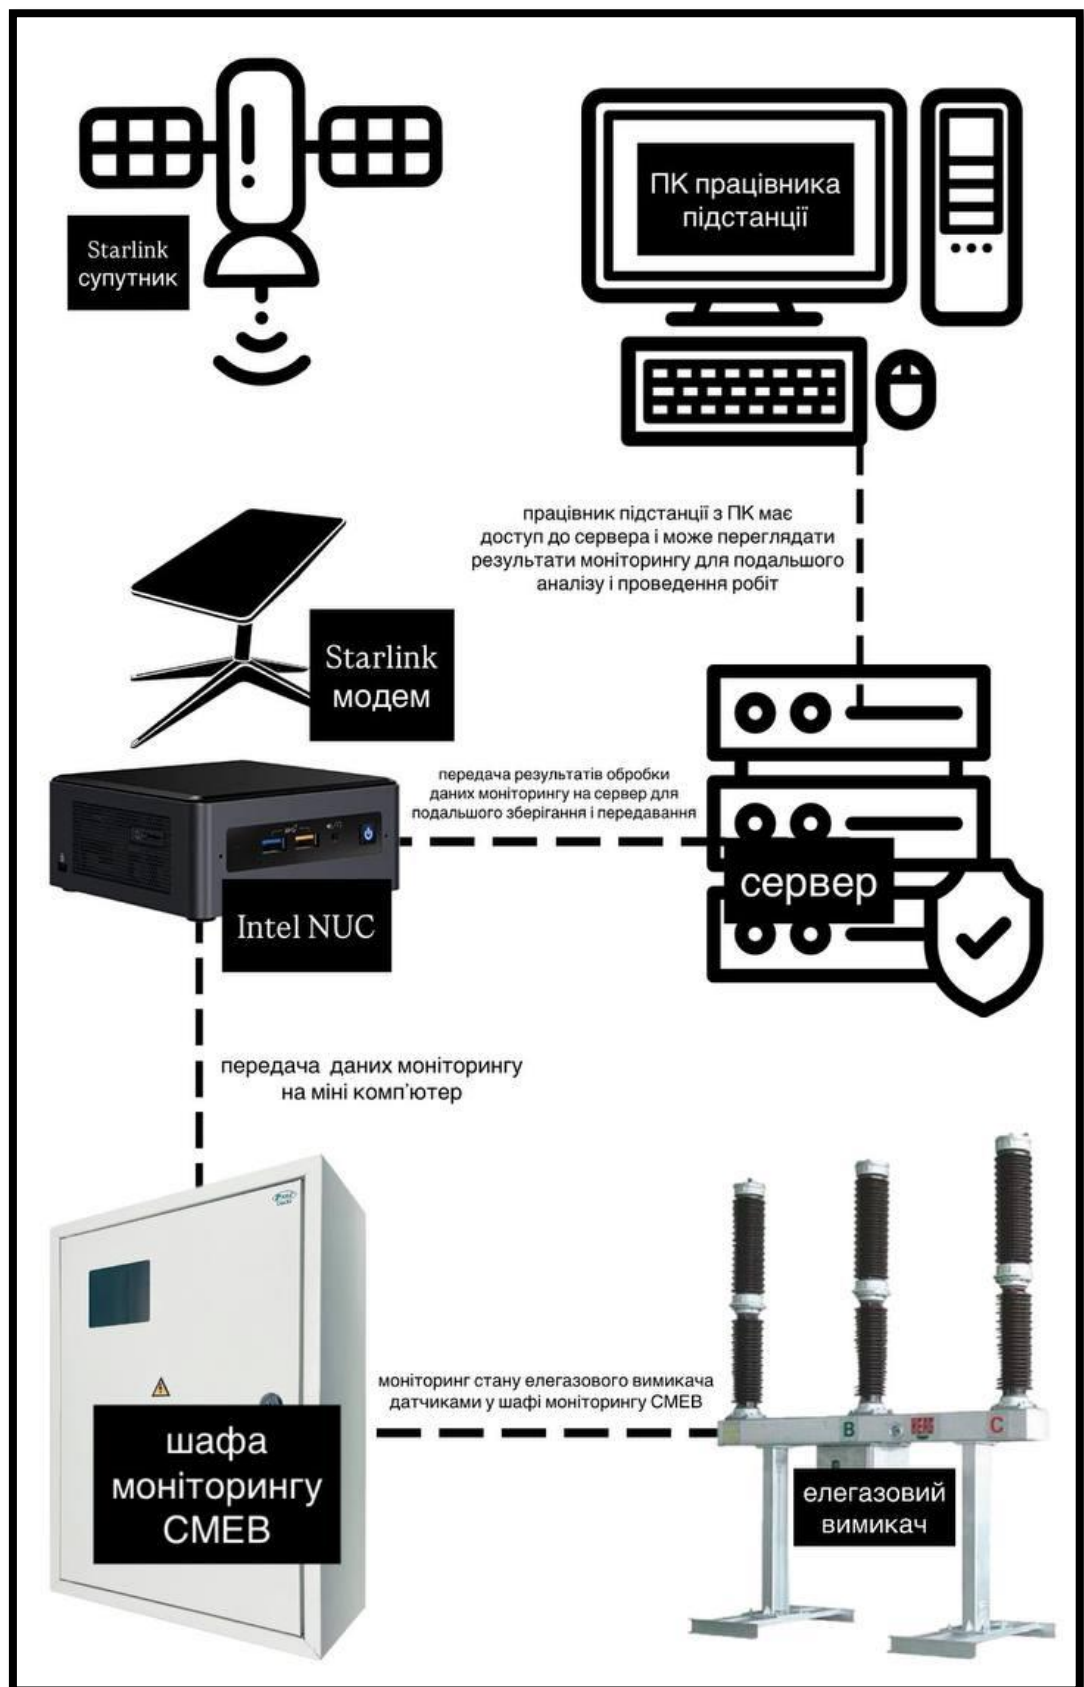 Starlink
супутник
ПК працівника
підстанції
працівник підстанції з ПК має
доступ до сервера і може переглядати
результати моніторингу для подальшого
аналізу і проведення робіт
Starlink
модем
передача результатів обробки
даних моніторингу на сервер для
подальшого зберігання і передавання
сервер
Intel NUC
передача даних моніторингу
на міні комп'ютер
моніторинг стану елегазового вимикача
датчиками у шафі моніторингу СМЕВ
B
C
шафа
моніторингу
СМЕВ
елегазовий
вимикач